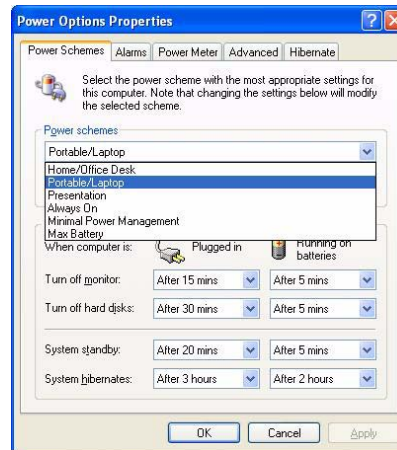 Power Options Properties
Power Schemes Alarms Power Meter Advanced Hibernate
Select the power scheme with the most appropriate settings for
this computer. Note that changing the settings below will modify
the selected scheme.
Power schemes
Portable/Laptop
Home/Office Desk
Portable/Laptop
Presentation
Always On
Minimal Power Management
Max Battery
When computer is: Plugged in Running on
batteries
Turn off monitor: After 15 mins After 5 mins
Turn off hard disks: After 30 mins After 5 mins
System standby: After 20 mins After 5 mins
System hibernates: After 3 hours After 2 hours
OK Cancel Apply